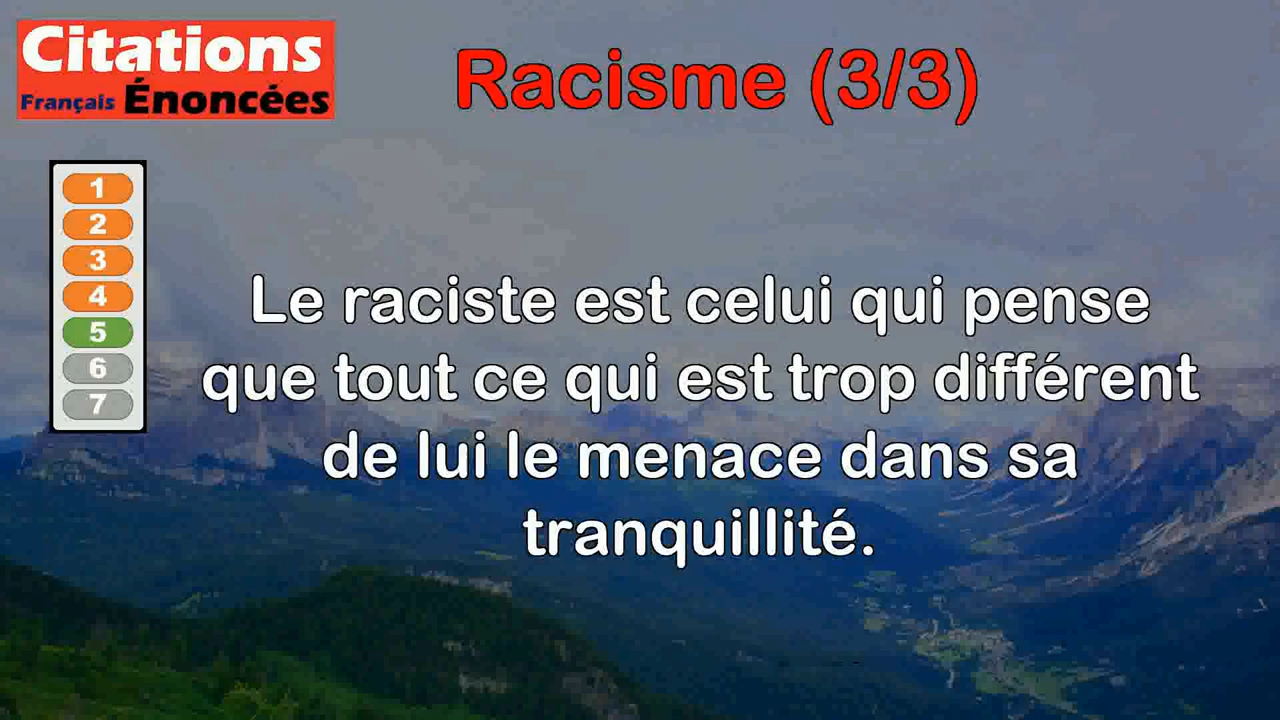 Citations
Français Énoncées
Racisme (3/3)
1
2
3
4
5
6
7
Le raciste est celui qui pense
que tout ce qui est trop différent
de lui le menace dans sa
tranquillité.